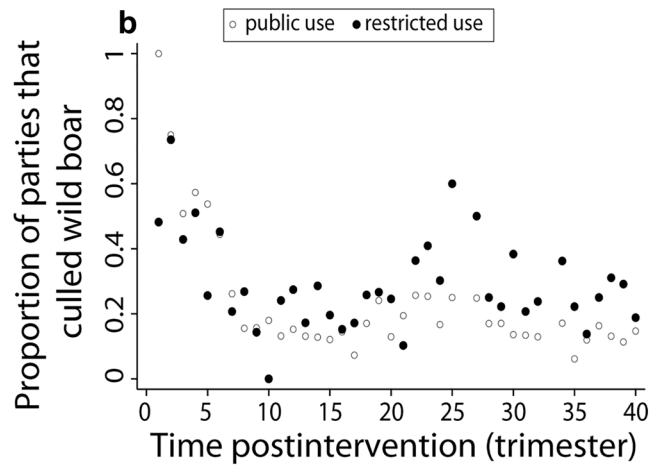 b
public use restricted use
Proportion of parties that
culled wild boar
1
0.8
0.6
0.4
0.2
0
0 5 10 15 20 25 30 35 40
Time postintervention (trimester)